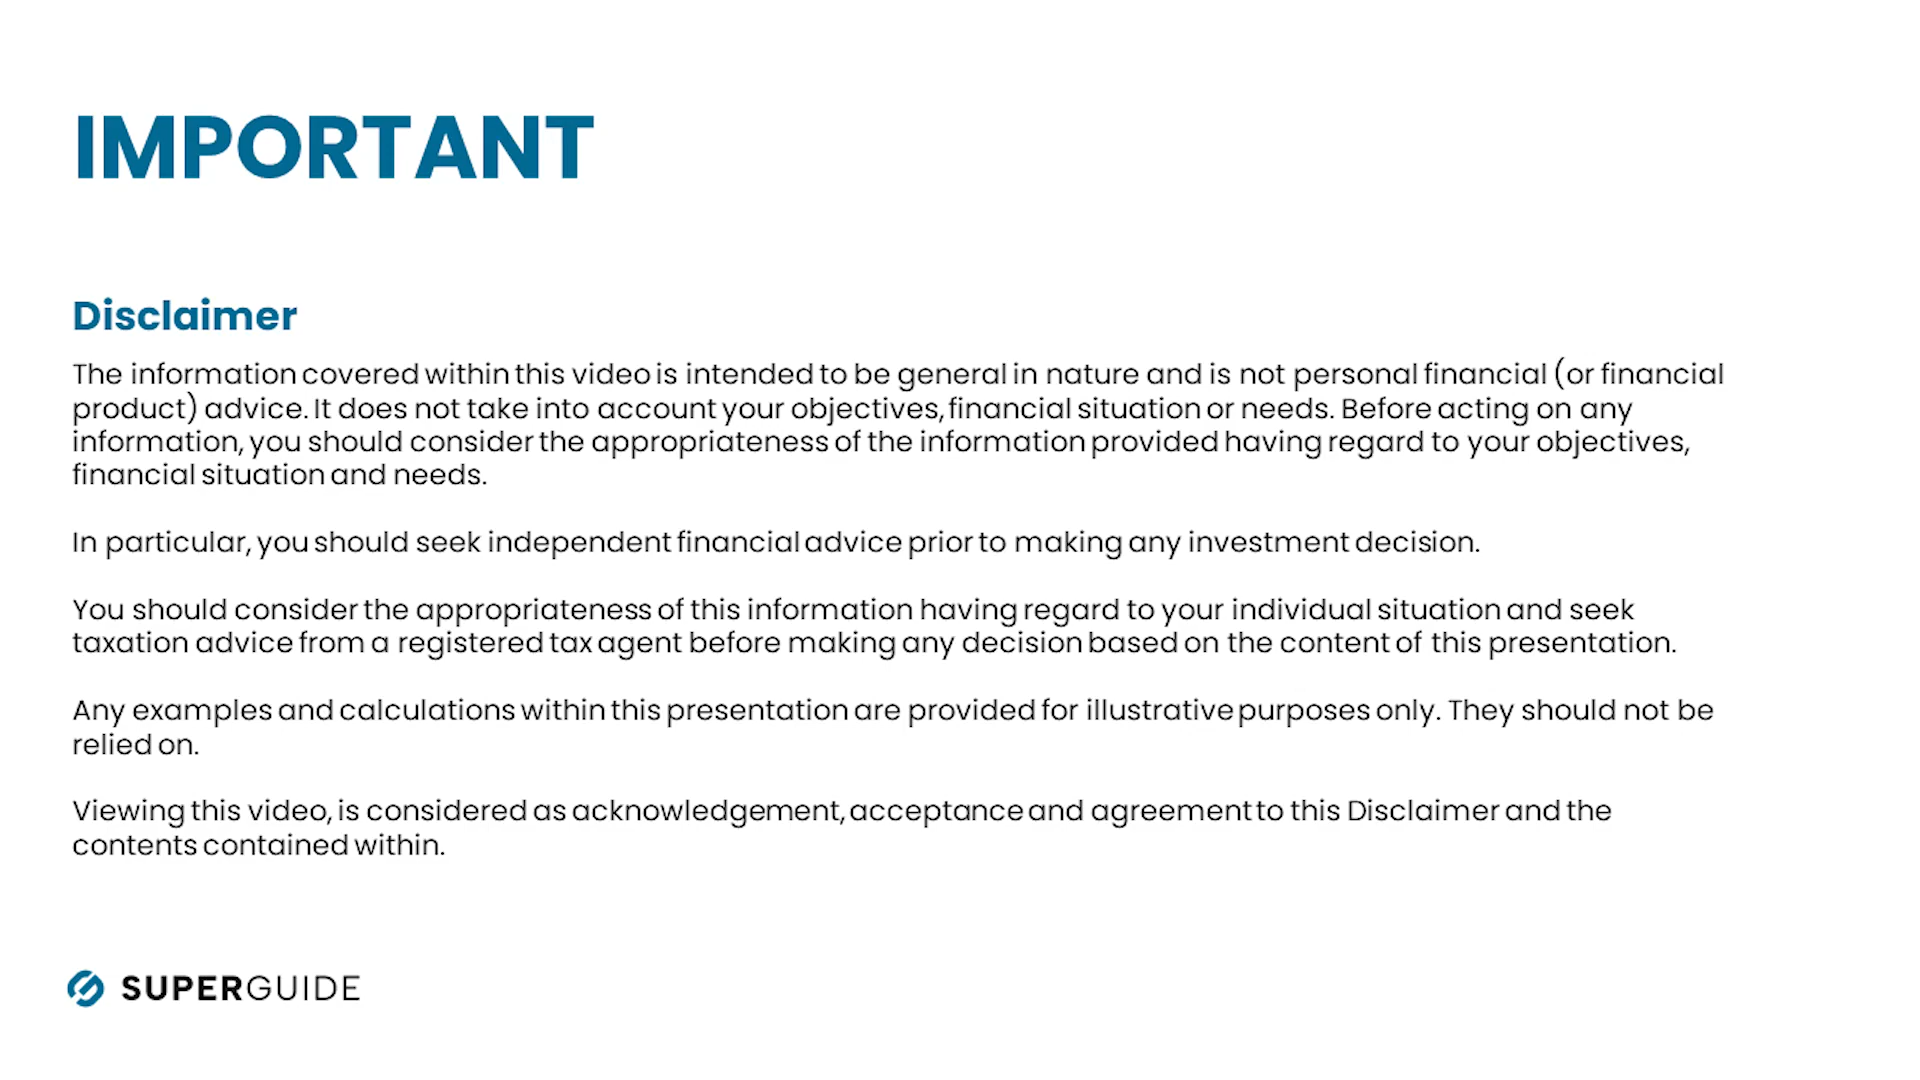 IMPORTANT
Disclaimer
The information covered within this video is intended to be general in nature and is not personal financial (or financial
product) advice. It does not take into account your objectives, financial situation or needs. Before acting on any
information, you should consider the appropriateness of the information provided having regard to your objectives,
financial situation and needs.
In particular, you should seek independent financial advice prior to making any investment decision.
You should consider the appropriateness of this information having regard to your individual situation and seek
taxation advice from a registered tax agent before making any decision based on the content of this presentation.
Any examples and calculations within this presentation are provided for illustrative purposes only. They should not be
relied on.
Viewing this video, is considered as acknowledgement, acceptance and agreement to this Disclaimer and the
contents contained within.
SUPERGUIDE